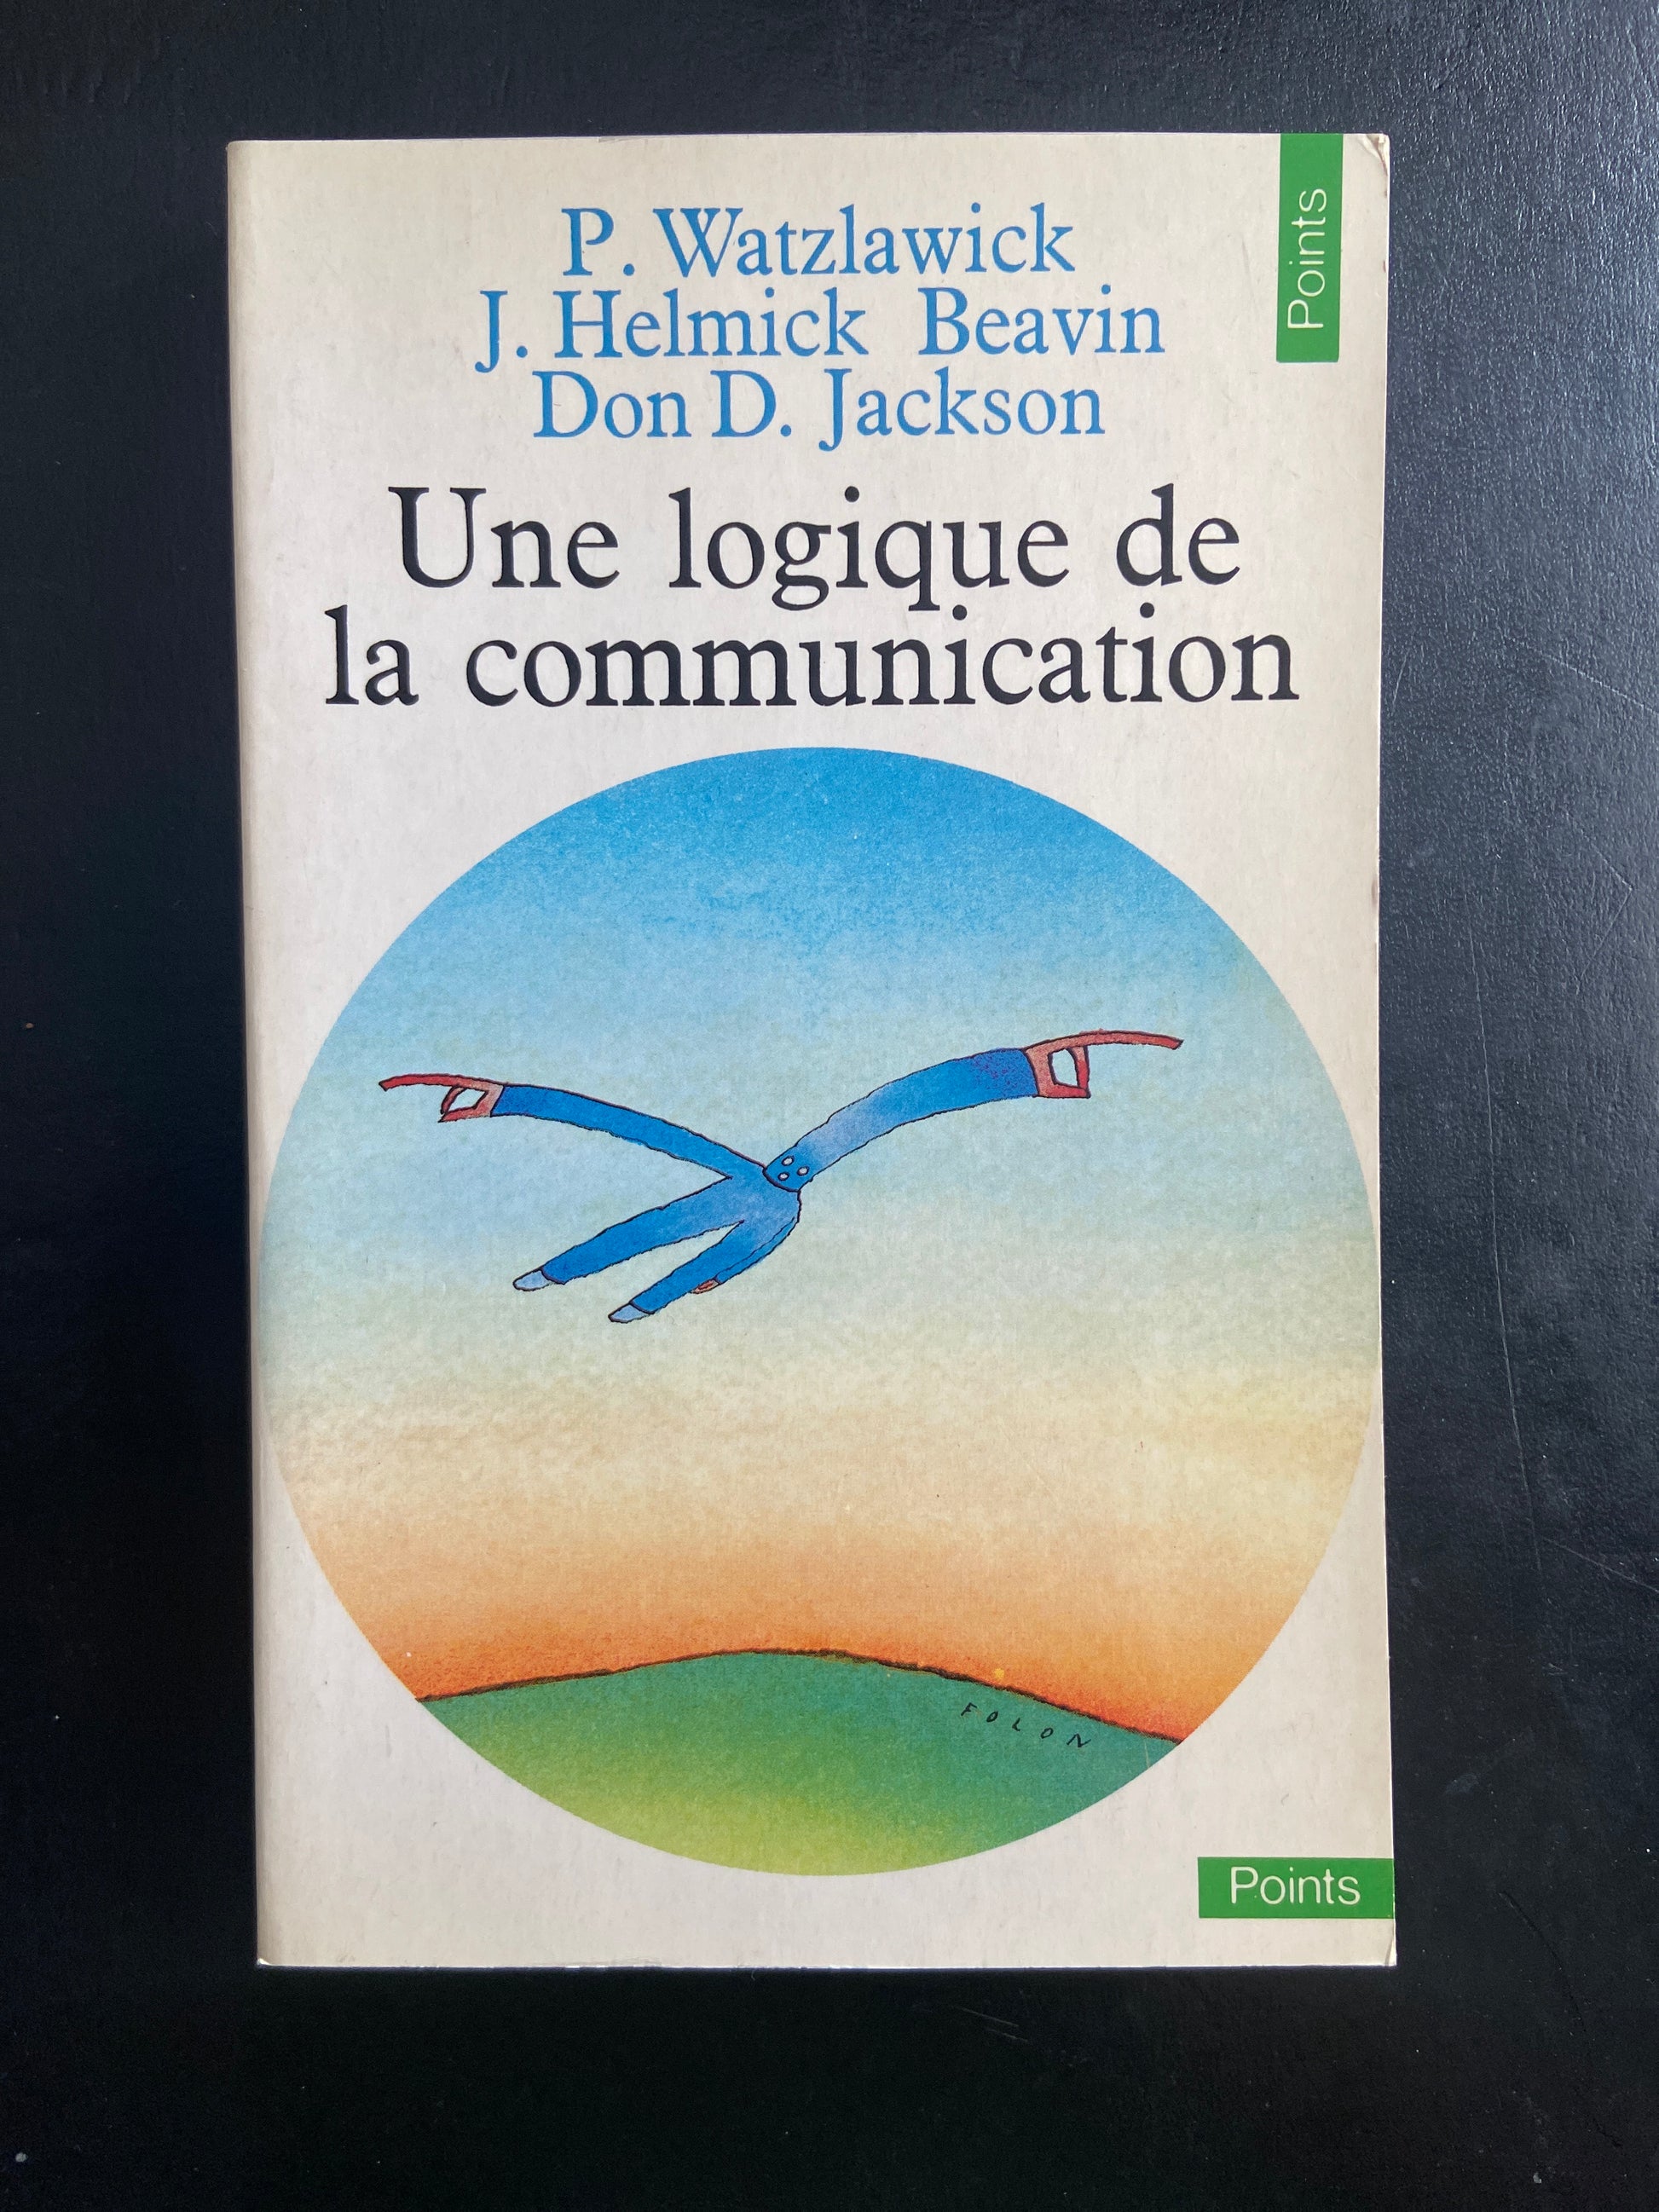 Points
P. Watzlawick
J. Helmick Beavin
Don D. Jackson
Une logique de
la communication
FOLON
Points